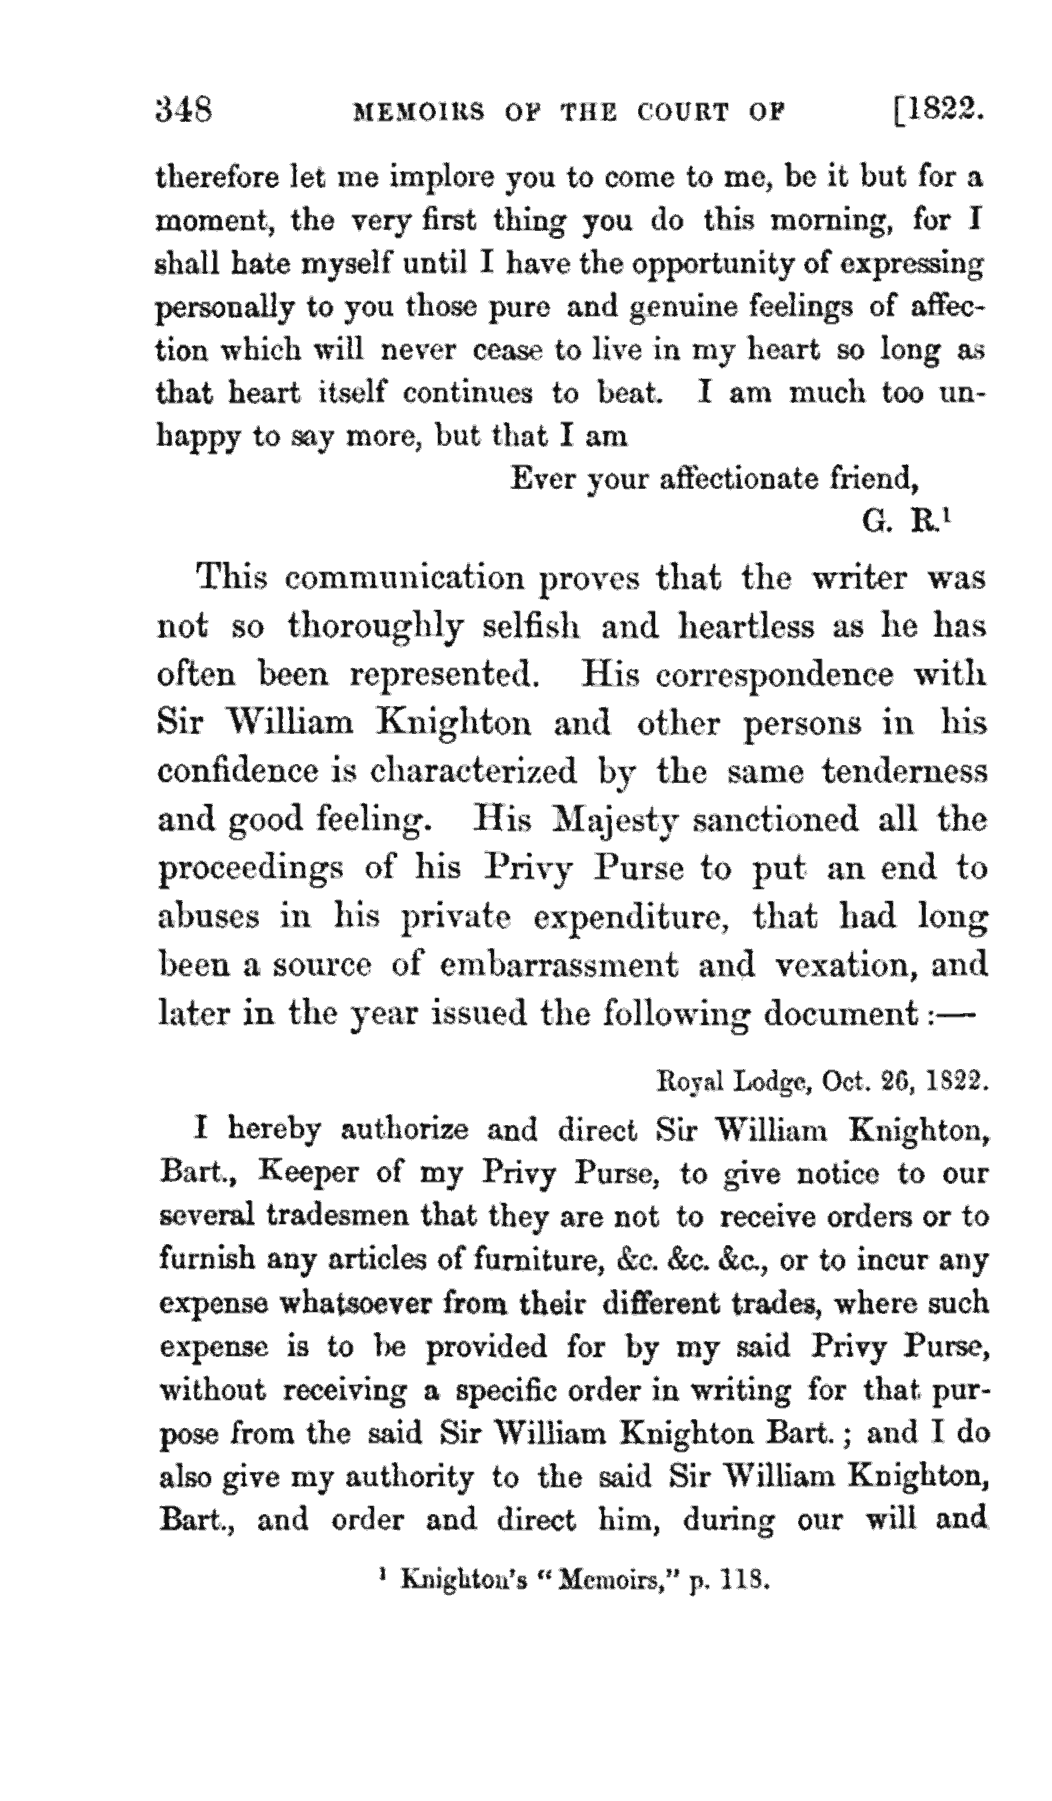 348 MEMOIRS OF THE COURT OF [1822.
therefore let me implore you to come to me, be it but for a
moment, the very first thing you do this morning, for I
shall hate myself until I have the opportunity of expressing
personally to you those pure and genuine feelings of affec-
tion which will never cease to live in my heart so long as
that heart itself continues to beat. I am much too un-
happy to say more, but that I am
Ever your affectionate friend,
G. R.¹
This communication proves that the writer was
not so thoroughly selfish and heartless as he has
often been represented. His correspondence with
Sir William Knighton and other persons in his
confidence is characterized by the same tenderness
and good feeling. His Majesty sanctioned all the
proceedings of his Privy Purse to put an end to
abuses in his private expenditure, that had long
been a source of embarrassment and vexation, and
later in the year issued the following document :—
Royal Lodge, Oct. 26, 1822.
I hereby authorize and direct Sir William Knighton,
Bart., Keeper of my Privy Purse, to give notice to our
several tradesmen that they are not to receive orders or to
furnish any articles of furniture, &c. &c. &c., or to incur any
expense whatsoever from their different trades, where such
expense is to be provided for by my said Privy Purse,
without receiving a specific order in writing for that pur-
pose from the said Sir William Knighton Bart. ; and I do
also give my authority to the said Sir William Knighton,
Bart., and order and direct him, during our will and
¹ Knighton's “ Memoirs,” p. 118.